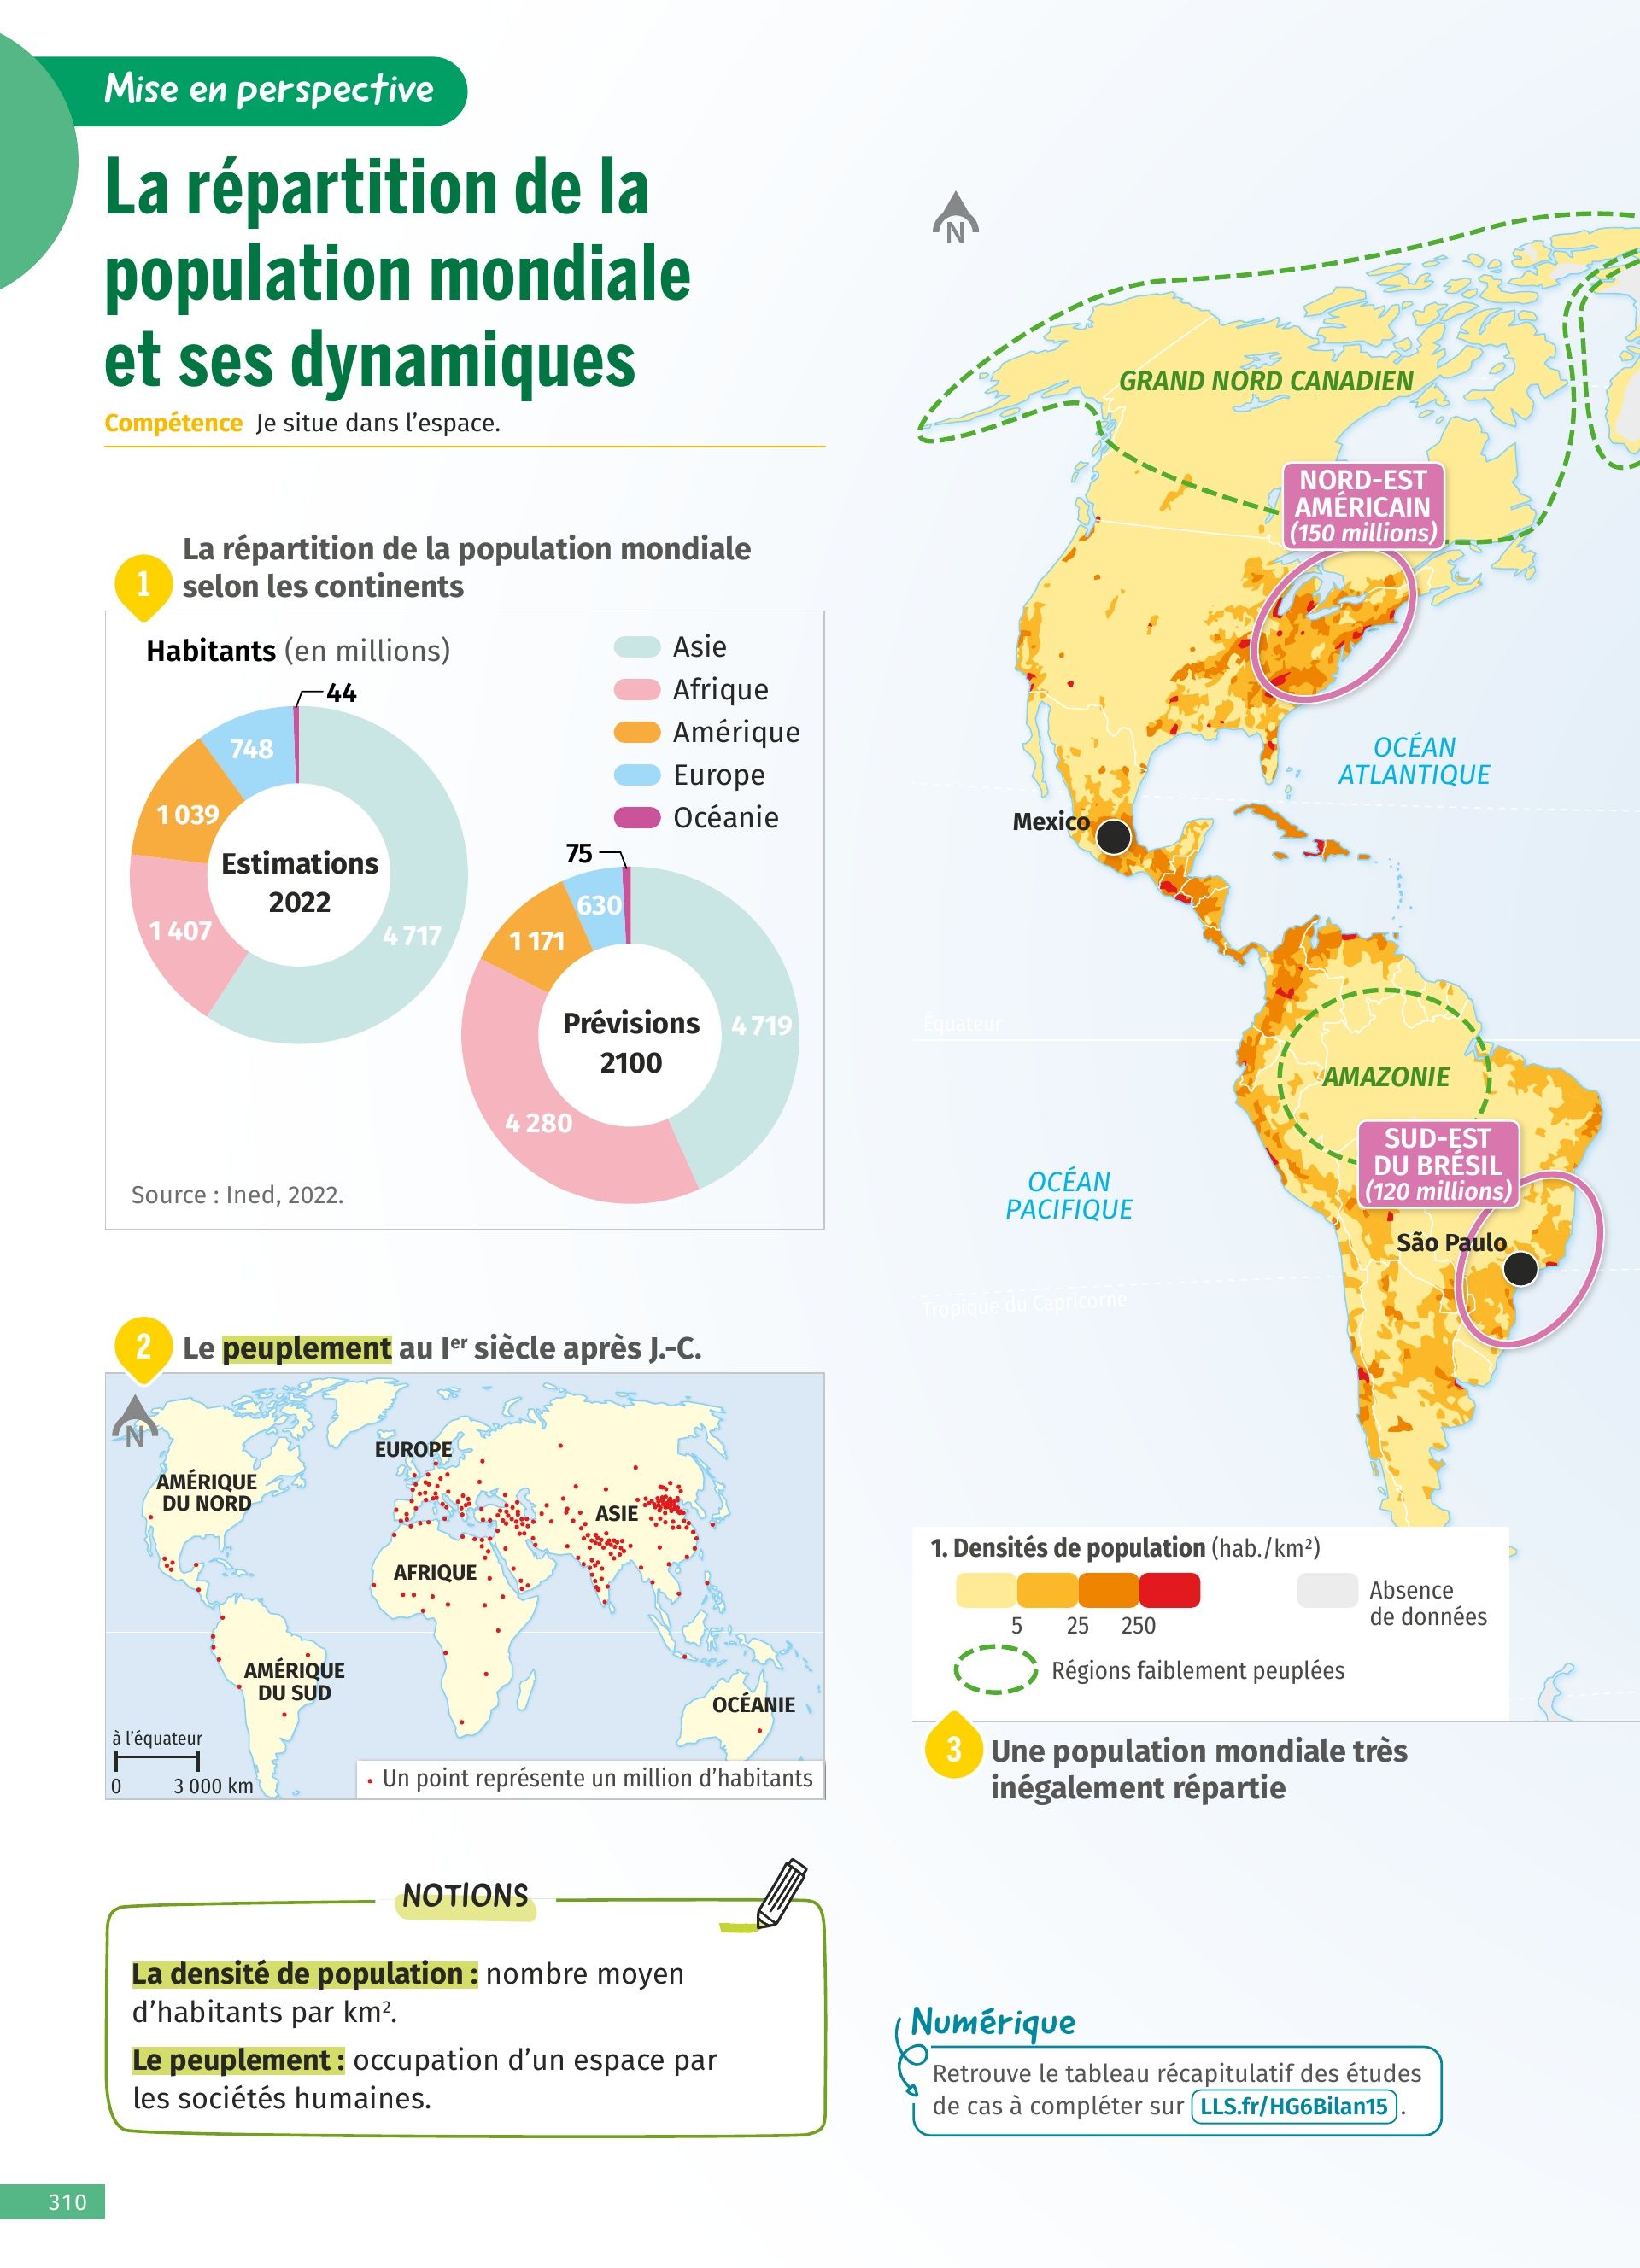 Mise en perspective
La répartition de la
population mondiale
et ses dynamiques
Compétence Je situe dans l'espace.
1
La répartition de la population mondiale
selon les continents
Habitants (en millions)
Asie
Afrique
Amérique
Europe
Océanie
44
748
1 039
1 407
4 717
Estimations
2022
75
630
1 171
4 280
4 719
Prévisions
2100
Source : Ined, 2022.
2
Le peuplement au Ier siècle après J.-C.
N
EUROPE
AMÉRIQUE
DU NORD
ASIE
AFRIQUE
AMÉRIQUE
DU SUD
OCÉANIE
à l'équateur
0 3 000 km
• Un point représente un million d'habitants
NOTIONS
La densité de population : nombre moyen
d'habitants par km².
Le peuplement : occupation d'un espace par
les sociétés humaines.
310
N
GRAND NORD CANADIEN
NORD-EST
AMÉRICAIN
(150 millions)
OCÉAN
ATLANTIQUE
Mexico
Équateur
AMAZONIE
SUD-EST
DU BRÉSIL
(120 millions)
OCÉAN
PACIFIQUE
São Paulo
Tropique du Capricorne
1. Densités de population (hab./km²)
5 25 250
Absence
de données
Régions faiblement peuplées
3
Une population mondiale très
inégalement répartie
Numérique
Retrouve le tableau récapitulatif des études
de cas à compléter sur LLS.fr/HG6Bilan15 .